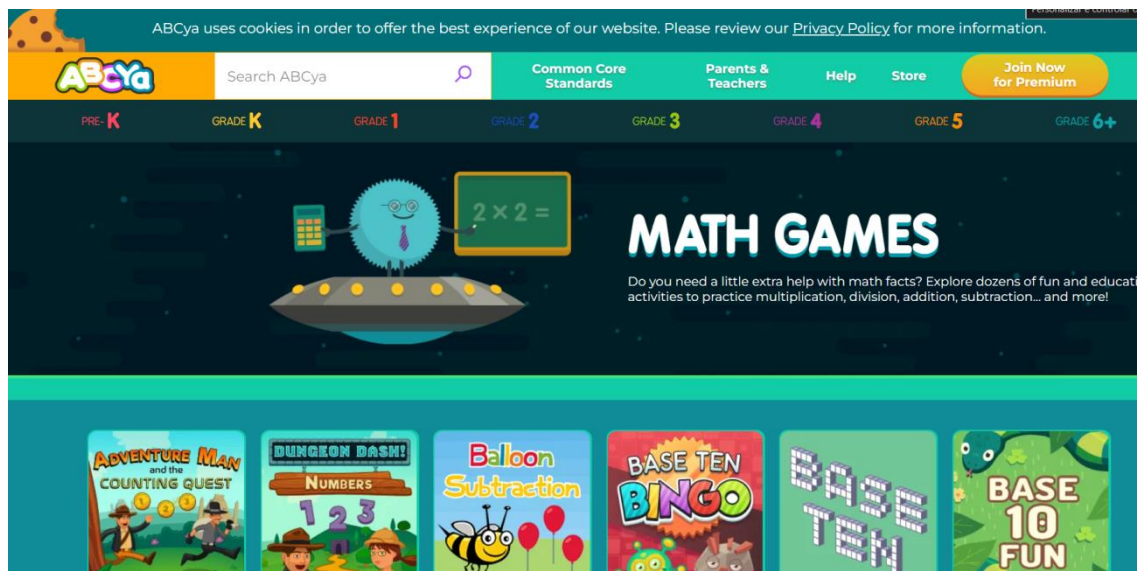 Personalizar e controlar o
ABCya uses cookies in order to offer the best experience of our website. Please review our Privacy Policy for more information.
ABCYa
Search ABCya
Common Core
Standards
Parents &
Teachers
Help
Store
Join Now
for Premium
PRE-K
GRADE K
GRADE 1
GRADE 2
GRADE 3
GRADE 4
GRADE 5
GRADE 6+
2 × 2 =
MATH GAMES
Do you need a little extra help with math facts? Explore dozens of fun and educati
activities to practice multiplication, division, addition, subtraction... and more!
ADVENTURE MAN
and the
COUNTING QUEST
1 2 3
DUNGEON DASH!
NUMBERS
1 2 3
Balloon
Subtraction
BASE TEN
BINGO
BASE
TEN
BASE
10
FUN